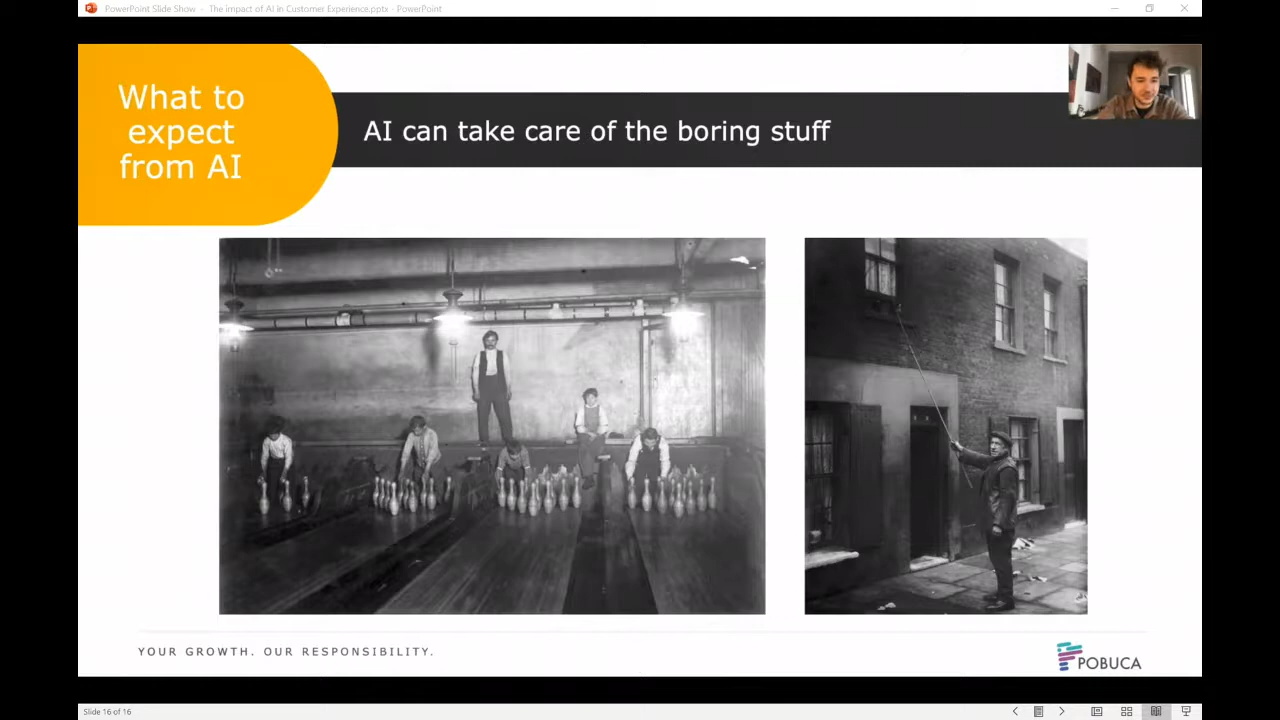 PowerPoint Slide Show - The impact of AI in Customer Experience.pptx - PowerPoint
What to
expect
from AI
AI can take care of the boring stuff
YOUR GROWTH. OUR RESPONSIBILITY.
POBUCA
Slide 16 of 16